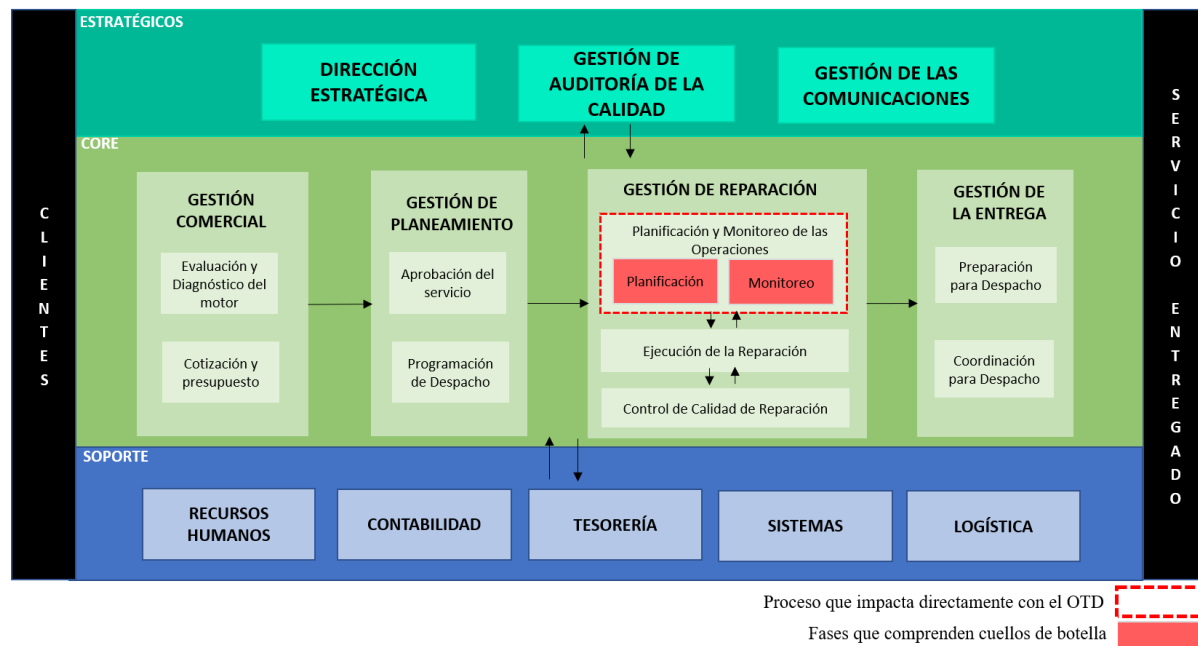 ESTRATÉGICOS
DIRECCIÓN
ESTRATÉGICA
GESTIÓN DE
AUDITORÍA DE LA
CALIDAD
GESTIÓN DE LAS
COMUNICACIONES
CLIENTES
CORE
GESTIÓN
COMERCIAL
Evaluación y
Diagnóstico del
motor
Cotización y
presupuesto
GESTIÓN DE
PLANEAMIENTO
Aprobación del
servicio
Programación
de Despacho
GESTIÓN DE REPARACIÓN
Planificación y Monitoreo de las
Operaciones
Planificación
Monitoreo
Ejecución de la Reparación
Control de Calidad de Reparación
GESTIÓN DE
LA ENTREGA
Preparación
para Despacho
Coordinación
para Despacho
SERVICIO ENTREGADO
SOPORTE
RECURSOS
HUMANOS
CONTABILIDAD
TESORERÍA
SISTEMAS
LOGÍSTICA
Proceso que impacta directamente con el OTD
Fases que comprenden cuellos de botella